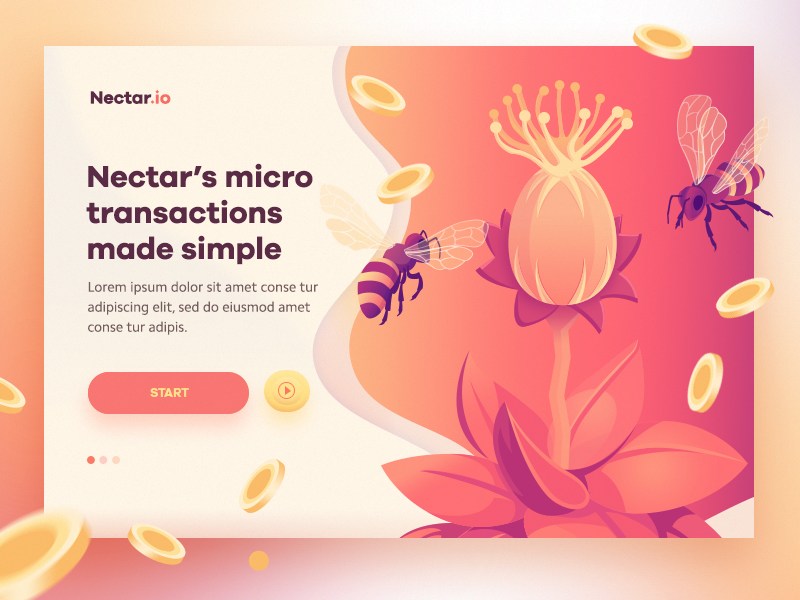 Nectar.io
Nectar’s micro
transactions
made simple
Lorem ipsum dolor sit amet conse tur
adipiscing elit, sed do eiusmod amet
conse tur adipis.
START